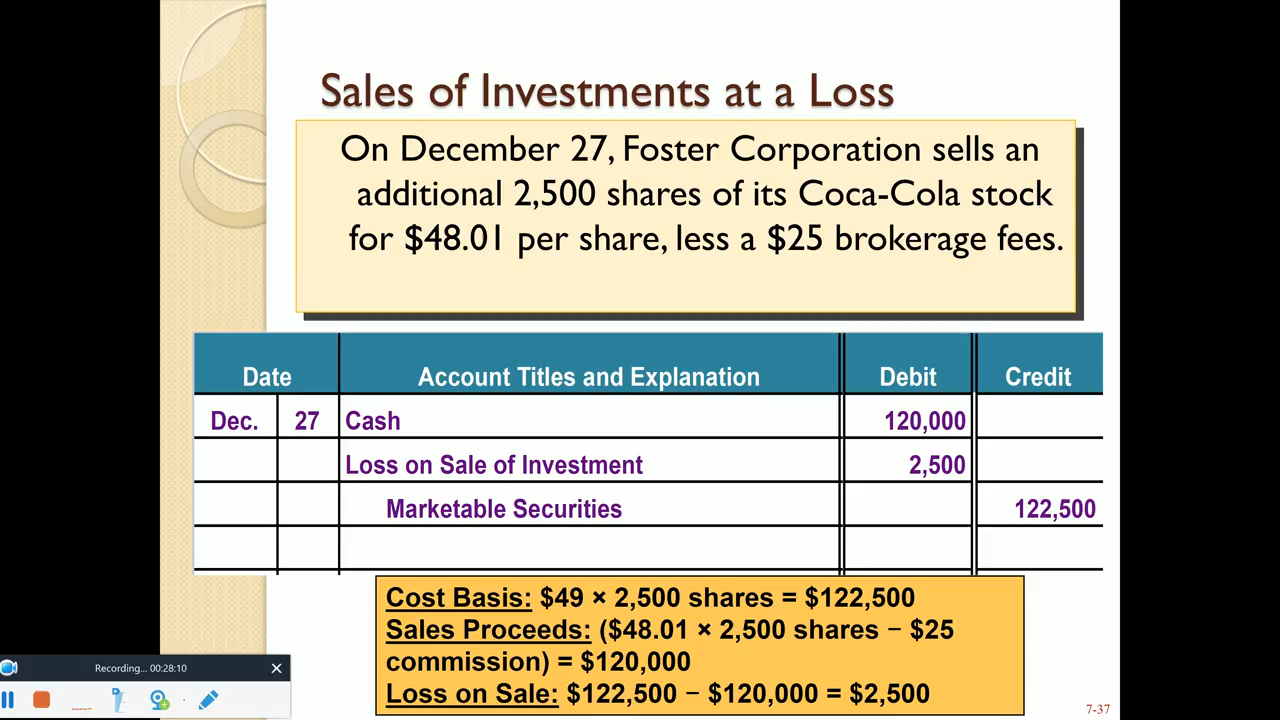 Sales of Investments at a Loss
On December 27, Foster Corporation sells an
additional 2,500 shares of its Coca-Cola stock
for $48.01 per share, less a $25 brokerage fees.
Date Account Titles and Explanation Debit Credit
Dec. 27 Cash 120,000
Loss on Sale of Investment 2,500
Marketable Securities 122,500
Cost Basis: $49 × 2,500 shares = $122,500
Sales Proceeds: ($48.01 × 2,500 shares − $25
commission) = $120,000
Loss on Sale: $122,500 − $120,000 = $2,500
Recording... 00:28:10
7-37